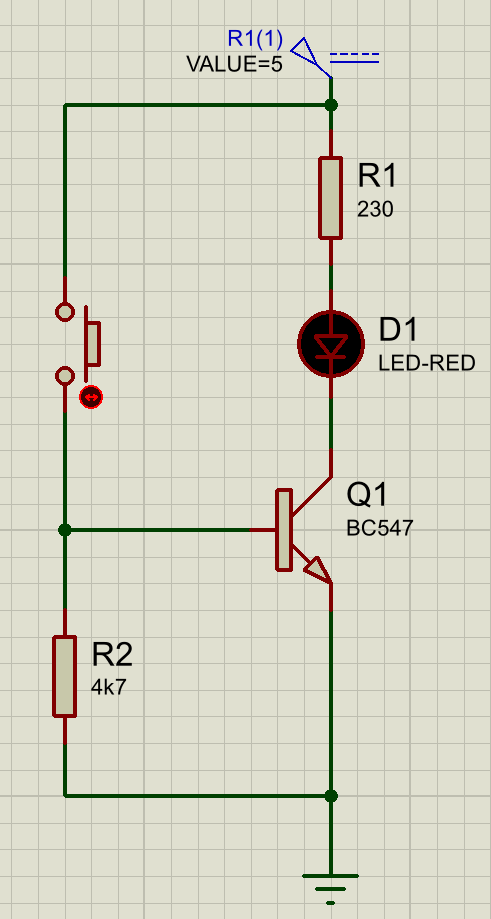 R1(1)
VALUE=5
R1
230
D1
LED-RED
Q1
BC547
R2
4k7